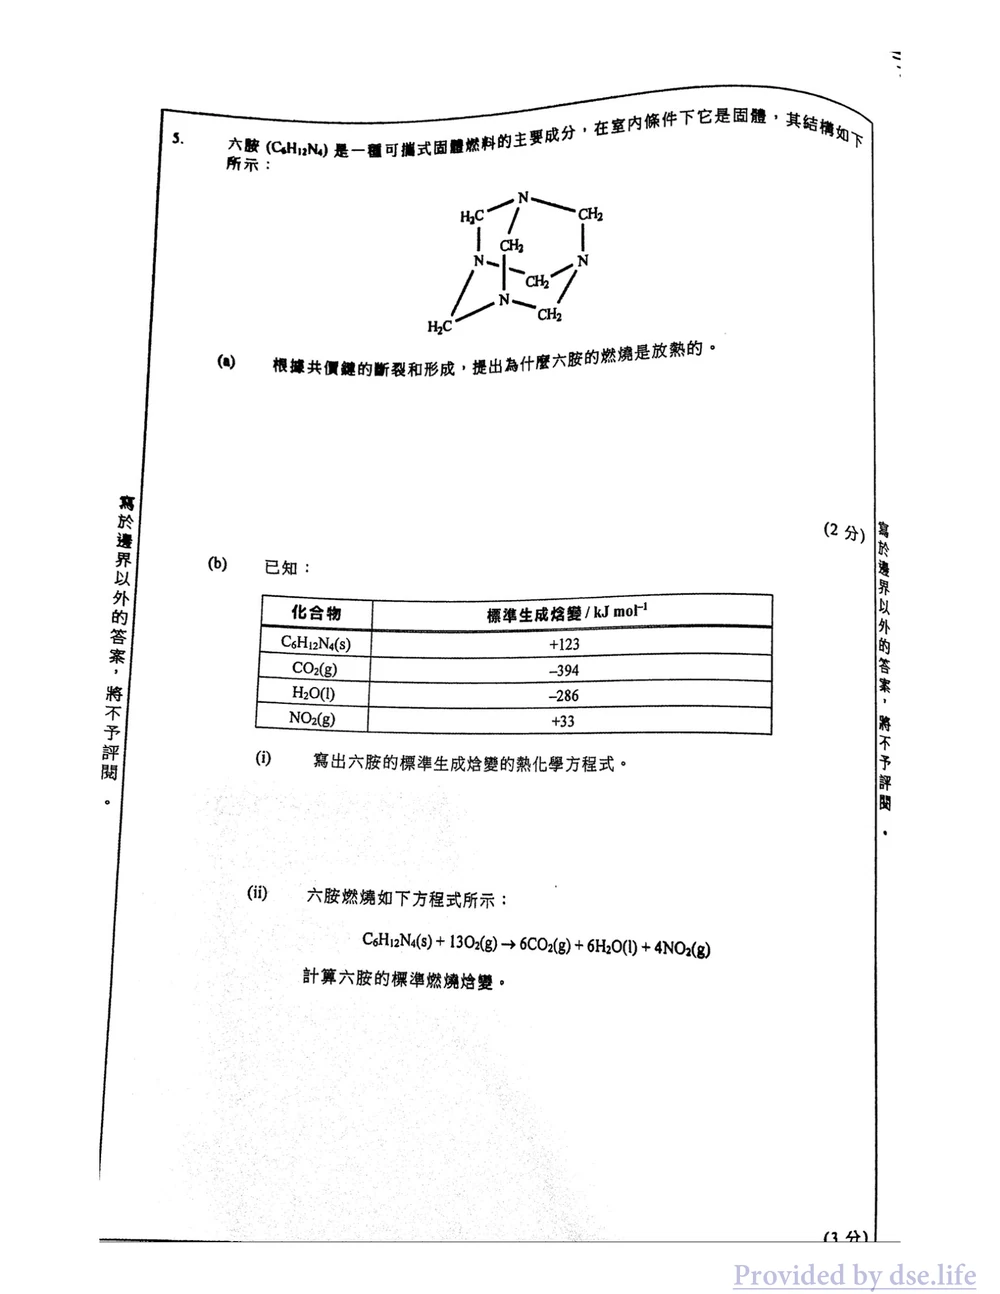 5. 六胺 (C₆H₁₂N₄) 是一種可攜式固體燃料的主要成分，在室內條件下它是固體，其結構如下
所示：
N
H₂C CH₂
CH₂
N N
CH₂
N
CH₂
H₂C
(a) 根據共價鍵的斷裂和形成，提出為什麼六胺的燃燒是放熱的。
(2 分)
(b) 已知：
化合物 標準生成焓變 / kJ mol⁻¹
C₆H₁₂N₄(s) +123
CO₂(g) –394
H₂O(l) –286
NO₂(g) +33
(i) 寫出六胺的標準生成焓變的熱化學方程式。
(ii) 六胺燃燒如下方程式所示：
C₆H₁₂N₄(s) + 13O₂(g) → 6CO₂(g) + 6H₂O(l) + 4NO₂(g)
計算六胺的標準燃燒焓變。
(3 分)
寫於邊界以外的答案，將不予評閱。
寫於邊界以外的答案，將不予評閱。
Provided by dse.life